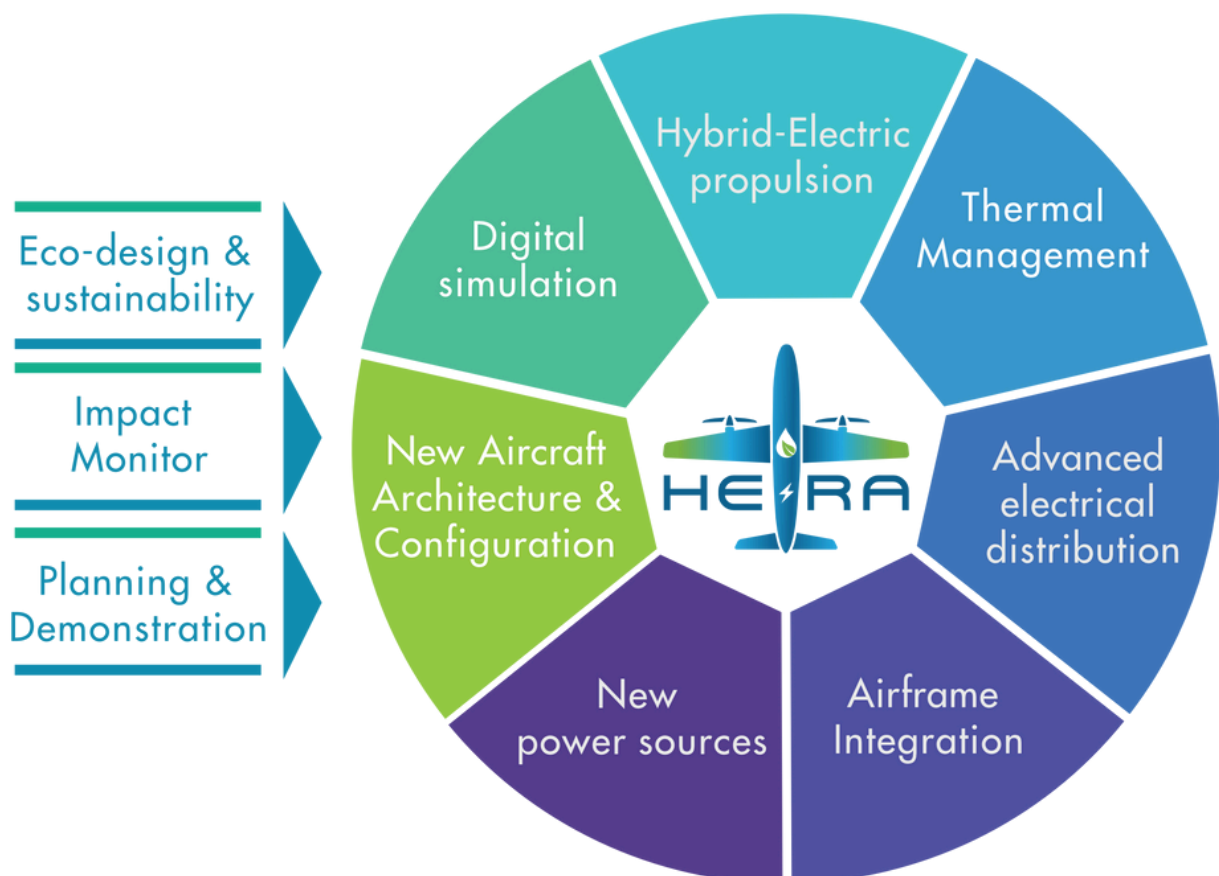 Eco-design &
sustainability
Impact
Monitor
Planning &
Demonstration
Hybrid-Electric
propulsion
Thermal
Management
Advanced
electrical
distribution
Airframe
Integration
New
power sources
New Aircraft
Architecture &
Configuration
Digital
simulation
HERA